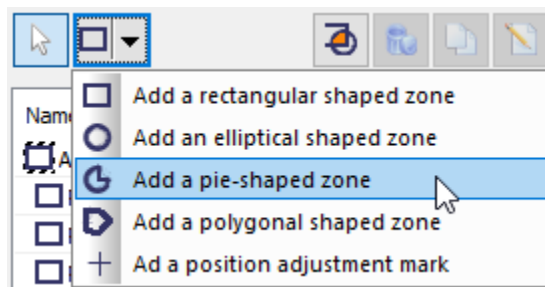 Add a rectangular shaped zone
Nam
Add an elliptical shaped zone
A
Add a pie-shaped zone
Add a polygonal shaped zone
Ad a position adjustment mark